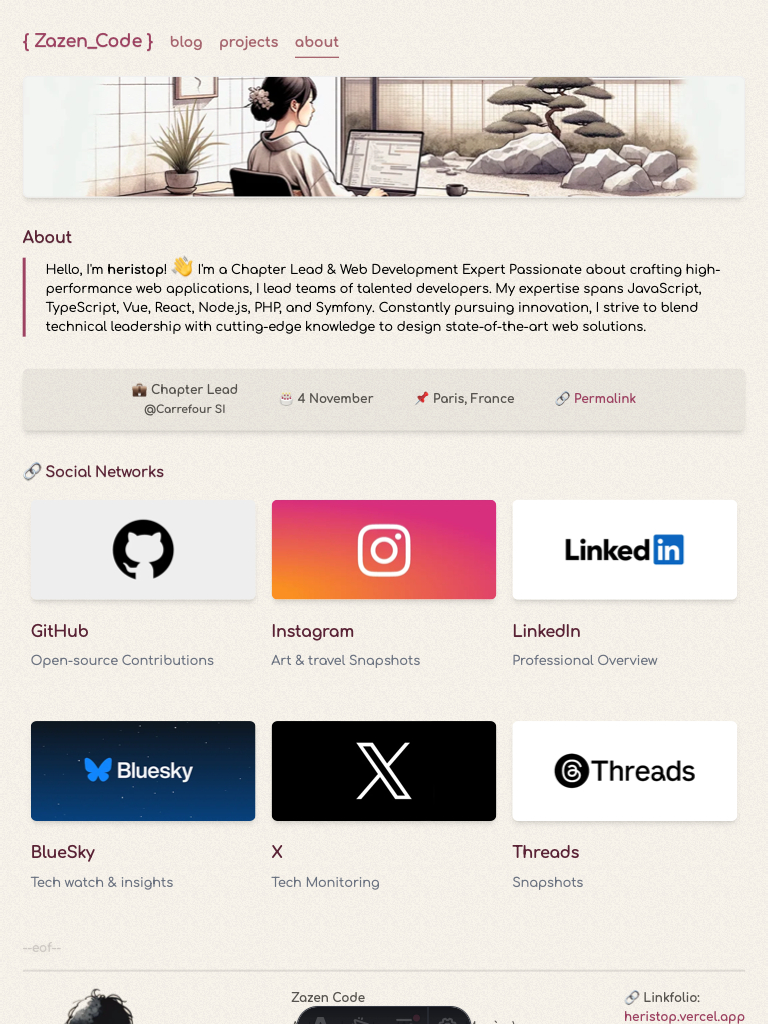 { Zazen_Code } blog projects about
About
Hello, I'm heristop! 👋 I'm a Chapter Lead & Web Development Expert Passionate about crafting high-
performance web applications, I lead teams of talented developers. My expertise spans JavaScript,
TypeScript, Vue, React, Node.js, PHP, and Symfony. Constantly pursuing innovation, I strive to blend
technical leadership with cutting-edge knowledge to design state-of-the-art web solutions.
💼 Chapter Lead
@Carrefour SI
🎂 4 November
📌 Paris, France
🔗 Permalink
🔗 Social Networks
Linkedin
GitHub
Instagram
LinkedIn
Open-source Contributions
Art & travel Snapshots
Professional Overview
Bluesky
X
Threads
BlueSky
X
Threads
Tech watch & insights
Tech Monitoring
Snapshots
--eof--
Zazen Code
🔗 Linkfolio:
heristop.vercel.app